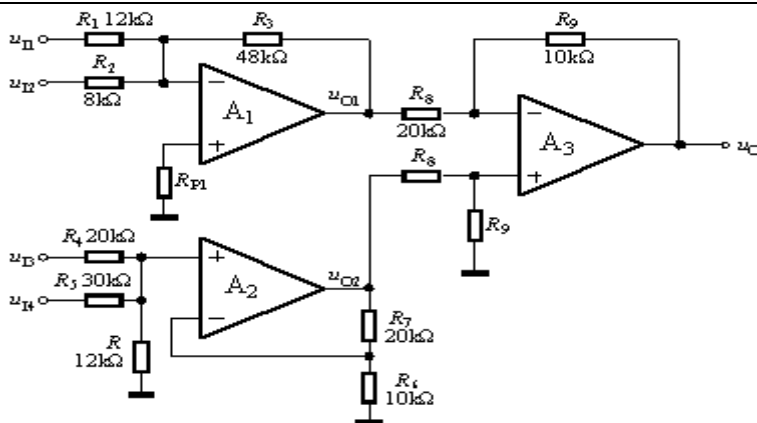 R1 12kΩ
R3
48kΩ
uI1
R2
8kΩ
uI2
A1
uO1
RP1
R8
20kΩ
R9
10kΩ
A3
uO
R8
R9
R4 20kΩ
uI3
R5 30kΩ
uI4
R
12kΩ
A2
uO2
R7
20kΩ
R6
10kΩ